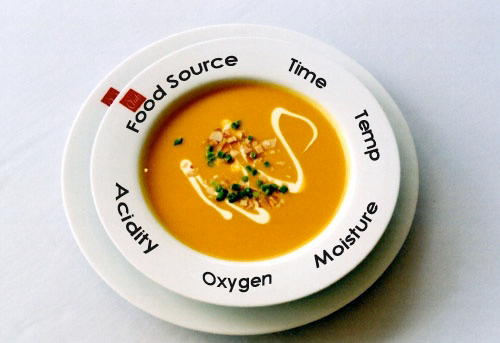 Food Source
Time
Temp
Moisture
Oxygen
Acidity